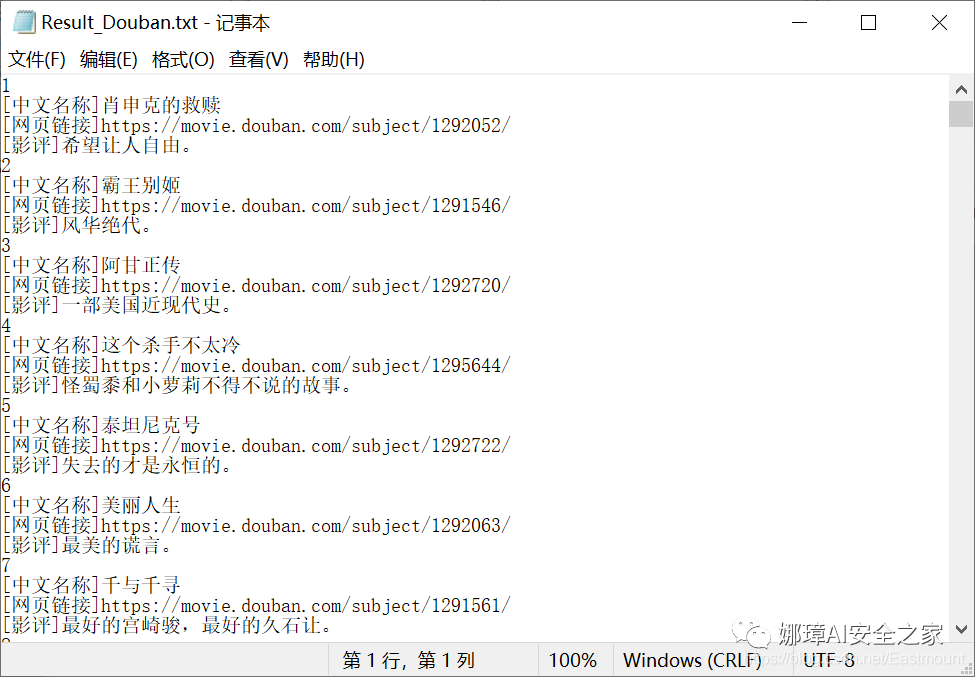 Result_Douban.txt - 记事本
文件(F) 编辑(E) 格式(O) 查看(V) 帮助(H)
1
[中文名称]肖申克的救赎
[网页链接]https://movie.douban.com/subject/1292052/
[影评]希望让人自由。
2
[中文名称]霸王别姬
[网页链接]https://movie.douban.com/subject/1291546/
[影评]风华绝代。
3
[中文名称]阿甘正传
[网页链接]https://movie.douban.com/subject/1292720/
[影评]一部美国近现代史。
4
[中文名称]这个杀手不太冷
[网页链接]https://movie.douban.com/subject/1295644/
[影评]怪蜀黍和小萝莉不得不说的故事。
5
[中文名称]泰坦尼克号
[网页链接]https://movie.douban.com/subject/1292722/
[影评]失去的才是永恒的。
6
[中文名称]美丽人生
[网页链接]https://movie.douban.com/subject/1292063/
[影评]最美的谎言。
7
[中文名称]千与千寻
[网页链接]https://movie.douban.com/subject/1291561/
[影评]最好的宫崎骏，最好的久石让。
娜璋AI安全之家
第 1 行，第 1 列 100% Windows (CRLF) UTF-8